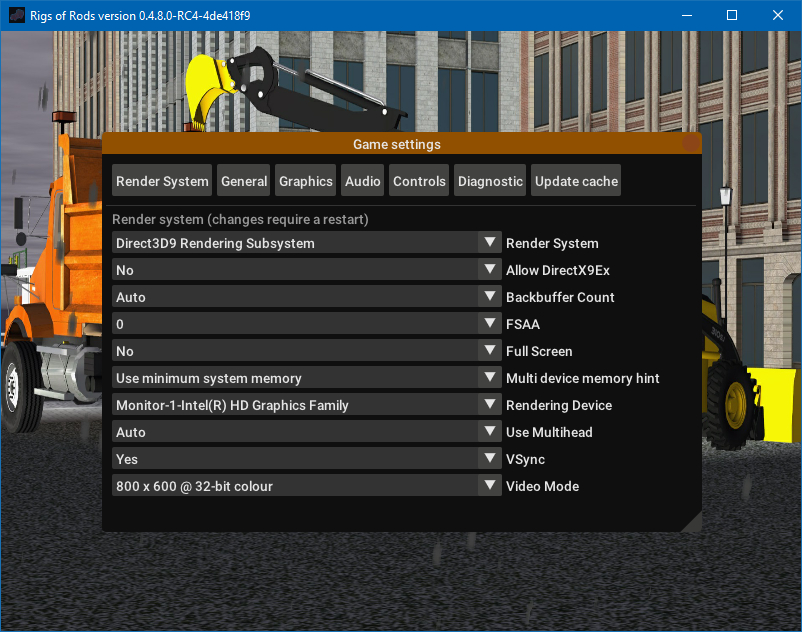 Rigs of Rods version 0.4.8.0-RC4-4de418f9
Game settings
Render System General Graphics Audio Controls Diagnostic Update cache
Render system (changes require a restart)
Direct3D9 Rendering Subsystem Render System
No Allow DirectX9Ex
Auto Backbuffer Count
0 FSAA
No Full Screen
Use minimum system memory Multi device memory hint
Monitor-1-Intel(R) HD Graphics Family Rendering Device
Auto Use Multihead
Yes VSync
800 x 600 @ 32-bit colour Video Mode